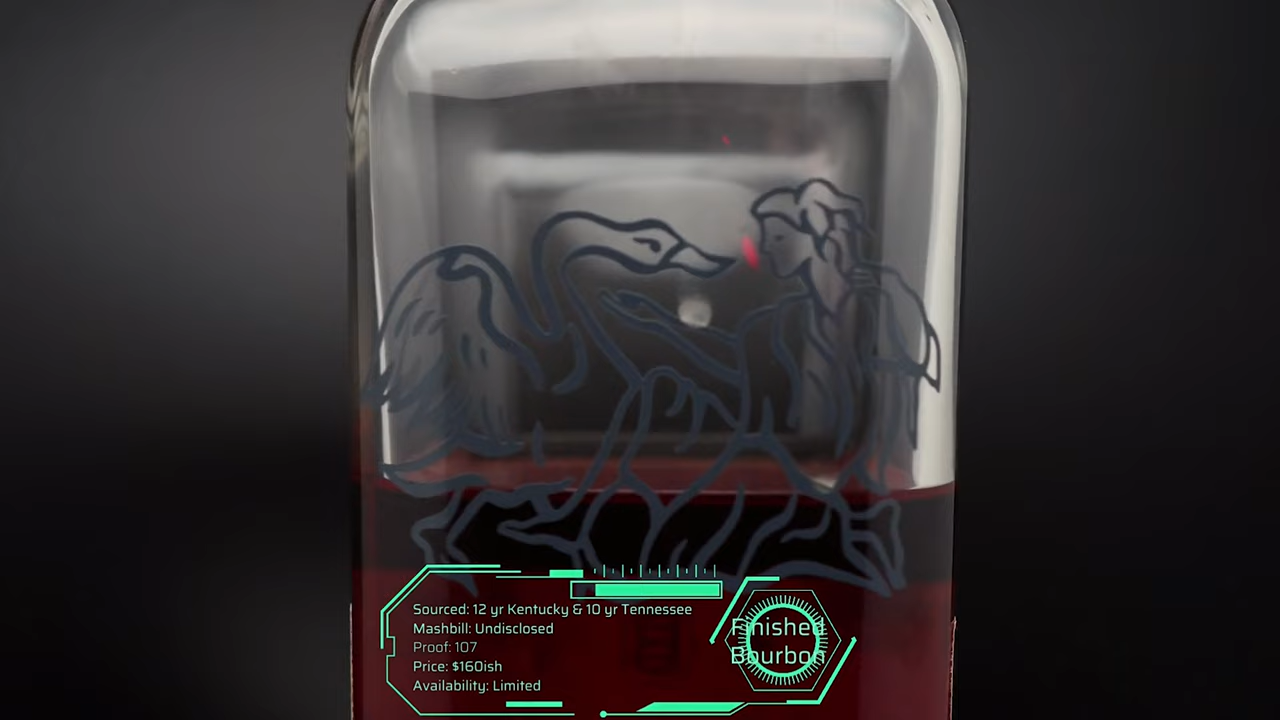 Sourced: 12 yr Kentucky & 10 yr Tennessee
Mashbill: Undisclosed
Proof: 107
Price: $160ish
Availability: Limited
Finished
Bourbon